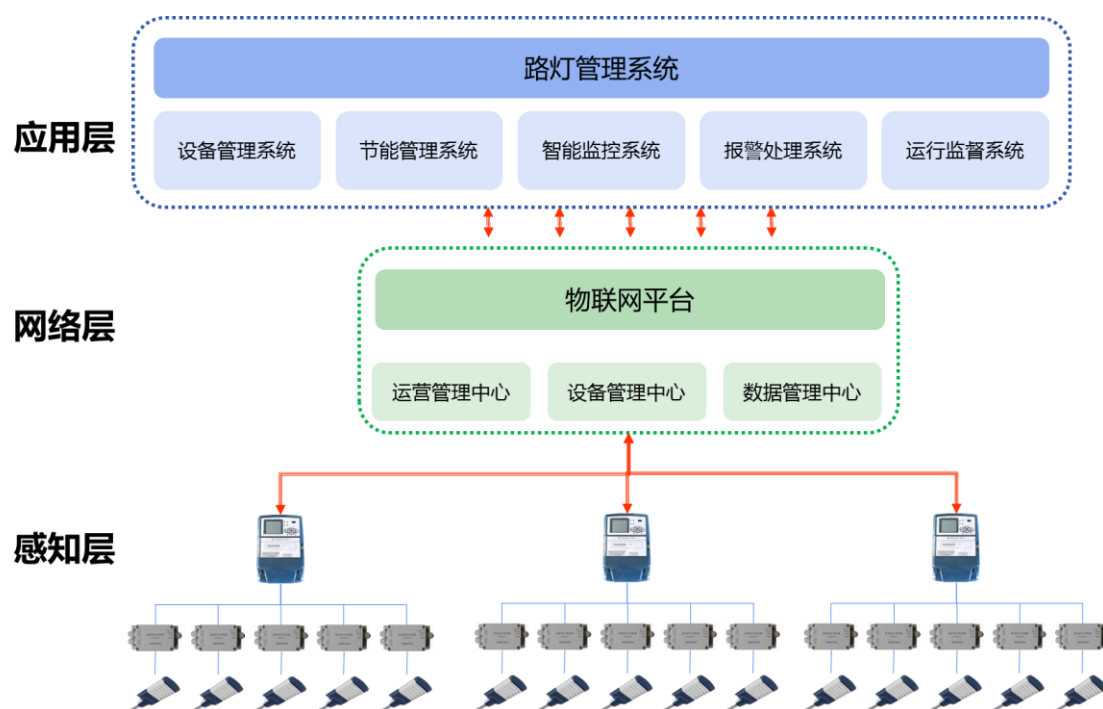 路灯管理系统
应用层
设备管理系统
节能管理系统
智能监控系统
报警处理系统
运行监督系统
网络层
物联网平台
运营管理中心
设备管理中心
数据管理中心
感知层